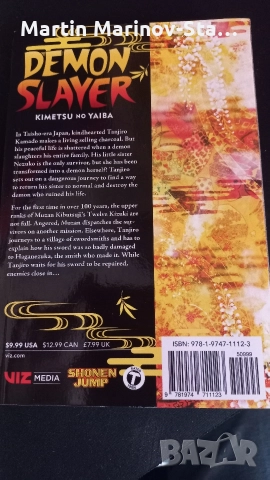 Martin Marinov-Sta...
DEMON
SLAYER
KIMETSU NO YAIBA
In Taisho-era Japan, kindhearted Tanjiro
Kamado makes a living selling charcoal. But
his peaceful life is shattered when a demon
slaughters his entire family. His little sister
Nezuko is the only survivor, but she has been
transformed into a demon herself! Tanjiro
sets out on a dangerous journey to find a way
to return his sister to normal and destroy the
demon who ruined his life.
For the first time in over 100 years, the upper
ranks of Muzan Kibutsuji's Twelve Kizuki are
not full. Angered, Muzan dispatches the sur-
vivors on another mission. Elsewhere, Tanjiro
journeys to a village of swordsmiths and has to
explain how his sword was so badly damaged
to Haganezuka, the smith who made it. While
Tanjiro waits for his sword to be repaired,
enemies close in...
ISBN: 978-1-9747-1112-3
50999
9 781974 711123
$9.99 USA $12.99 CAN £7.99 UK
viz.com
VIZ MEDIA
SHONEN
JUMP
T
BAZAR